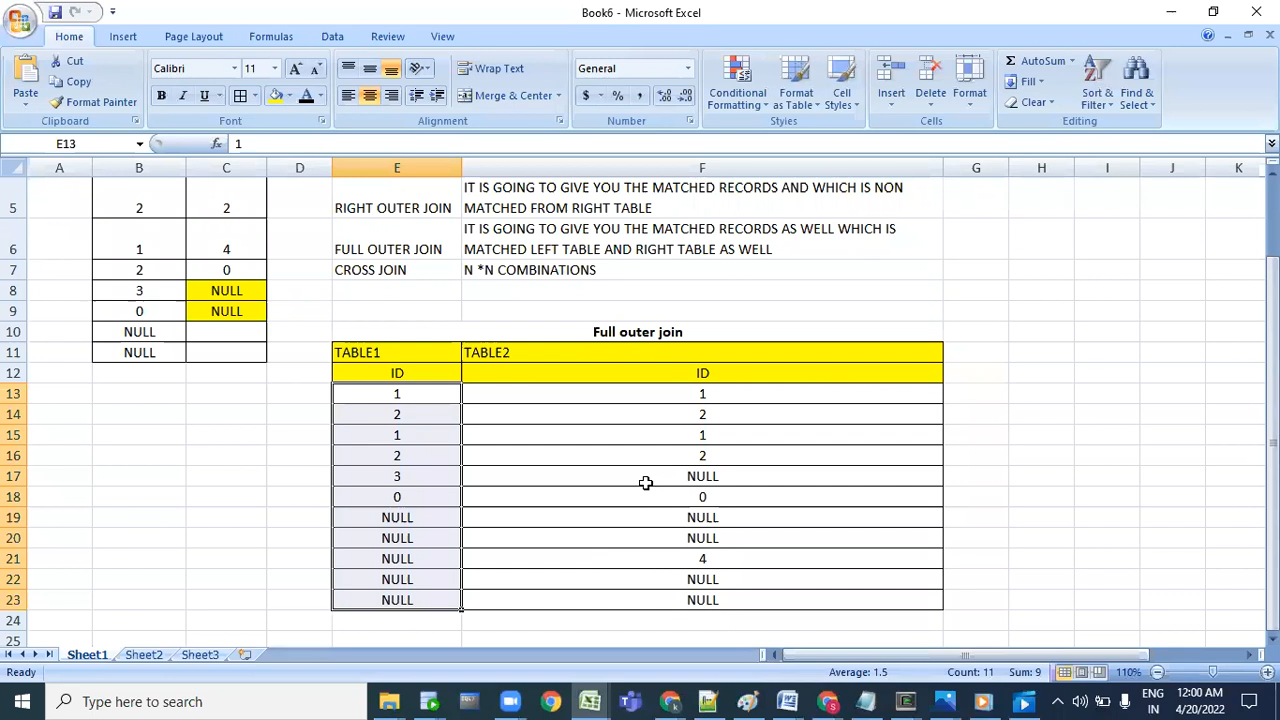 Book6 - Microsoft Excel
Home Insert Page Layout Formulas Data Review View
Paste Cut Calibri 11 Wrap Text General Conditional Formatting Format as Table Cell Styles Insert Delete Format AutoSum Sort & Filter Find & Select
Copy Fill
Format Painter B I U A Merge & Center $ % , Clear
Clipboard Font Alignment Number Styles Cells Editing
E13 fx 1
A B C D E F G H I J K
IT IS GOING TO GIVE YOU THE MATCHED RECORDS AND WHICH IS NON
5 2 2 RIGHT OUTER JOIN MATCHED FROM RIGHT TABLE
IT IS GOING TO GIVE YOU THE MATCHED RECORDS AS WELL WHICH IS
6 1 4 FULL OUTER JOIN MATCHED LEFT TABLE AND RIGHT TABLE AS WELL
7 2 0 CROSS JOIN N *N COMBINATIONS
8 3 NULL
9 0 NULL
10 NULL Full outer join
11 NULL TABLE1 TABLE2
12 ID ID
13 1 1
14 2 2
15 1 1
16 2 2
17 3 NULL
18 0 0
19 NULL NULL
20 NULL NULL
21 NULL 4
22 NULL NULL
23 NULL NULL
24
25
Sheet1 Sheet2 Sheet3
Ready Average: 1.5 Count: 11 Sum: 9 110%
Type here to search ENG IN 12:00 AM 4/20/2022